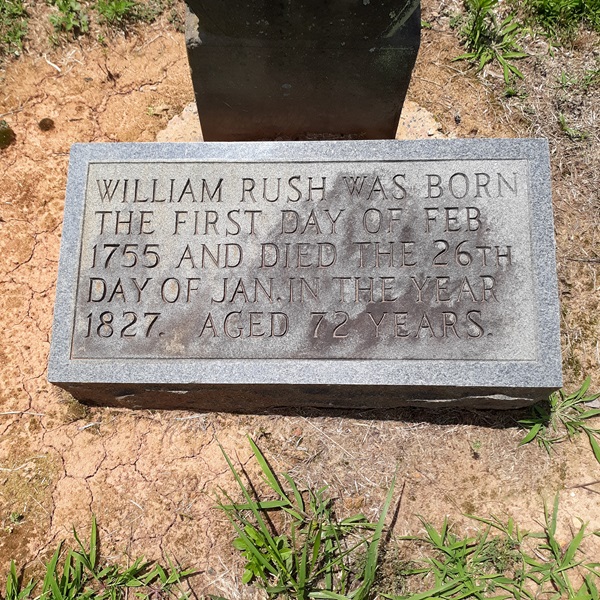 WILLIAM RUSH WAS BORN
THE FIRST DAY OF FEB.
1755 AND DIED THE 26TH
DAY OF JAN. IN THE YEAR
1827. AGED 72 YEARS.